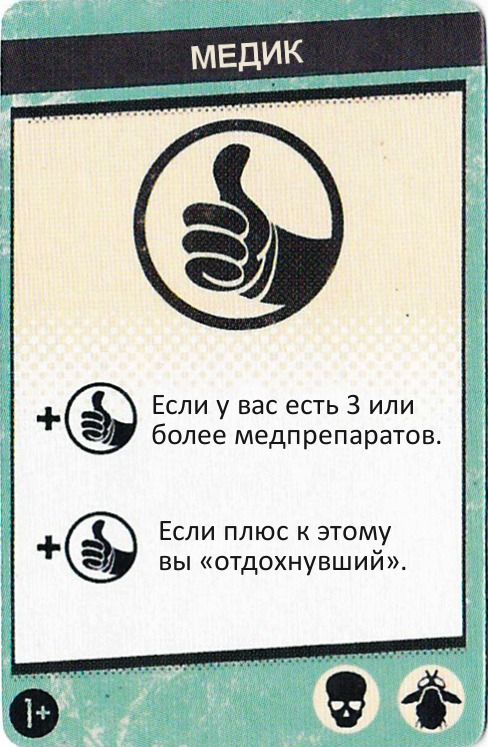 МЕДИК
+ Если у вас есть 3 или
более медпрепаратов.
+ Если плюс к этому
вы «отдохнувший».
1+